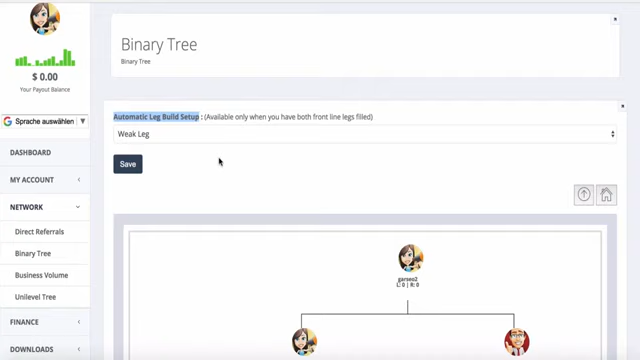 $ 0.00
Your Payout Balance
G Sprache auswählen ▼
DASHBOARD
MY ACCOUNT
NETWORK
Direct Referrals
Binary Tree
Business Volume
Unilevel Tree
FINANCE
DOWNLOADS
Binary Tree
Binary Tree
Automatic Leg Build Setup : (Available only when you have both front line legs filled)
Weak Leg
Save
garseo2
L: 0 | R: 0